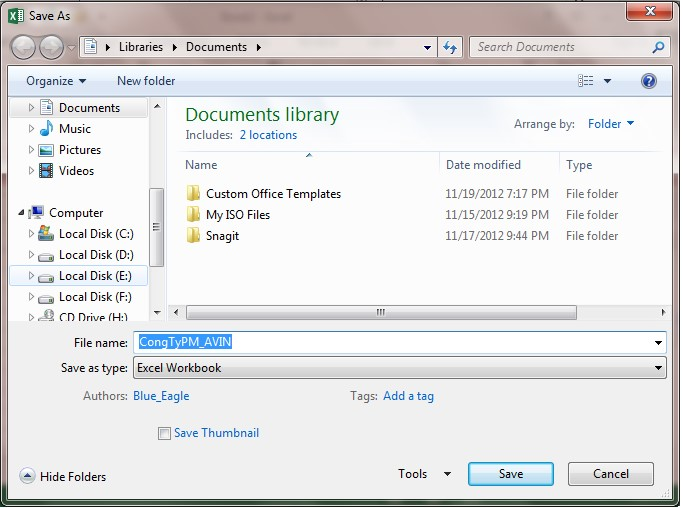 Save As
Libraries Documents
Search Documents
Organize New folder
Documents
Music
Pictures
Videos
Computer
Local Disk (C:)
Local Disk (D:)
Local Disk (E:)
Local Disk (F:)
CD Drive (H:)
Documents library
Includes: 2 locations
Arrange by: Folder
Name Date modified Type
Custom Office Templates 11/19/2012 7:17 PM File folder
My ISO Files 11/15/2012 9:19 PM File folder
Snagit 11/17/2012 9:44 PM File folder
File name: CongTyPM_AVIN
Save as type: Excel Workbook
Authors: Blue_Eagle Tags: Add a tag
Save Thumbnail
Hide Folders Tools Save Cancel